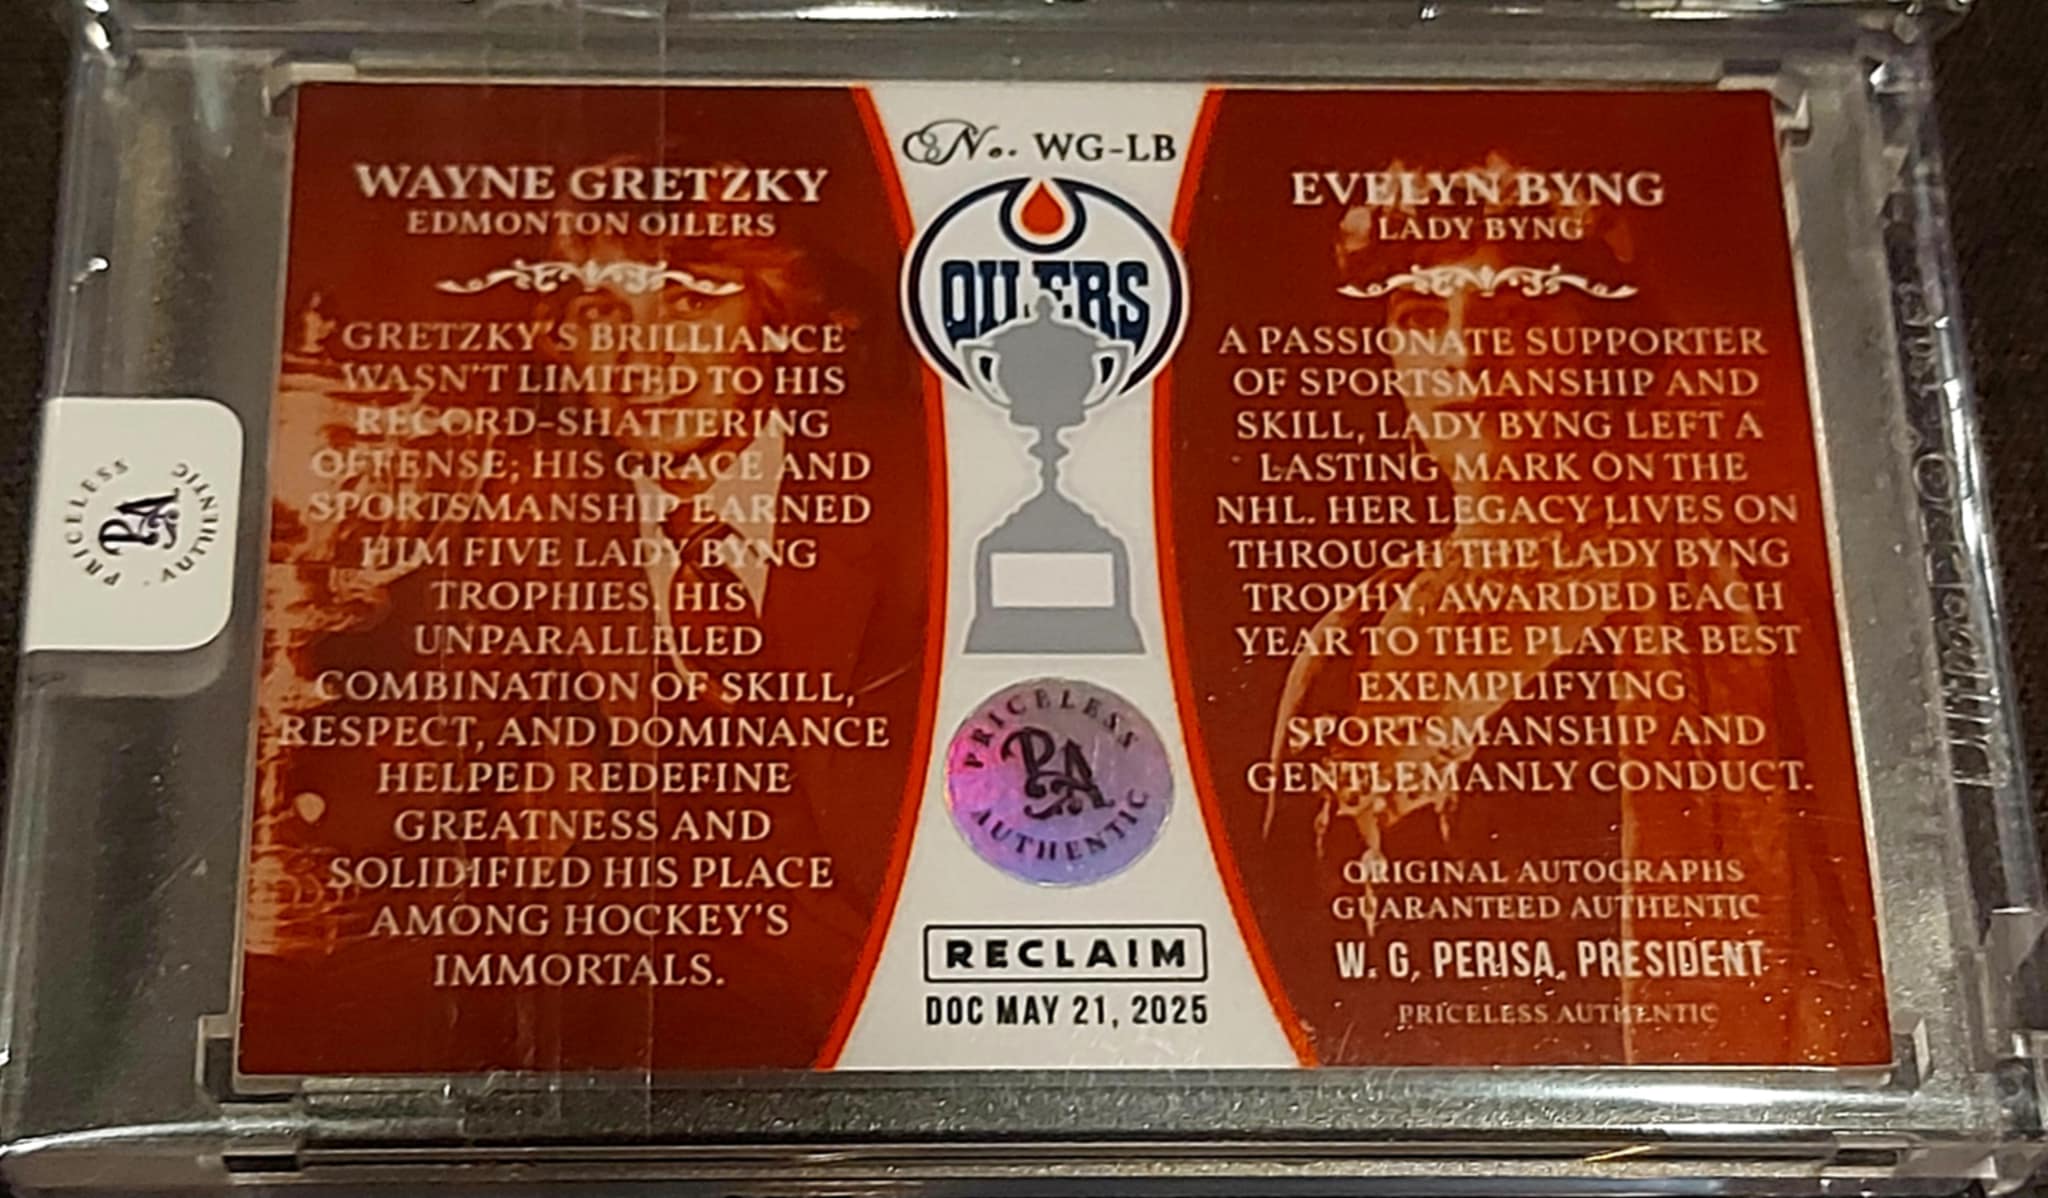 No. WG-LB
WAYNE GRETZKY
EDMONTON OILERS
GRETZKY'S BRILLIANCE
WASN'T LIMITED TO HIS
RECORD-SHATTERING
OFFENSE; HIS GRACE AND
SPORTSMANSHIP EARNED
HIM FIVE LADY BYNG
TROPHIES. HIS
UNPARALLELED
COMBINATION OF SKILL,
RESPECT, AND DOMINANCE
HELPED REDEFINE
GREATNESS AND
SOLIDIFIED HIS PLACE
AMONG HOCKEY'S
IMMORTALS.
OILERS
PRICELESS AUTHENTIC
PA
RECLAIM
DOC MAY 21, 2025
EVELYN BYNG
LADY BYNG
A PASSIONATE SUPPORTER
OF SPORTSMANSHIP AND
SKILL, LADY BYNG LEFT A
LASTING MARK ON THE
NHL. HER LEGACY LIVES ON
THROUGH THE LADY BYNG
TROPHY, AWARDED EACH
YEAR TO THE PLAYER BEST
EXEMPLIFYING
SPORTSMANSHIP AND
GENTLEMANLY CONDUCT.
ORIGINAL AUTOGRAPHS
GUARANTEED AUTHENTIC
W. G. PERISA, PRESIDENT
PRICELESS AUTHENTIC
PRICELESS · AUTHENTIC
PA